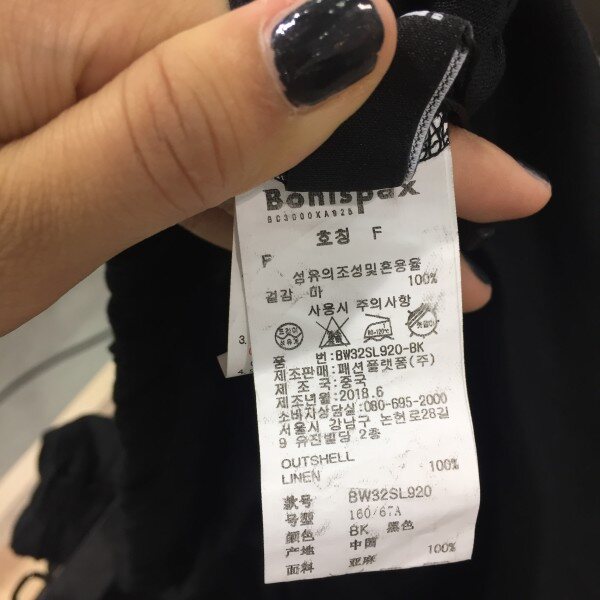 Bonispax
BC3000KA925
호칭 F
F
섬유의조성및혼용율
겉감 마 100%
사용시 주의사항
3.
품 번:BW32SL920-BK
제조판매:패션플랫폼(주)
제 조 국:중국
제조년월:2018.6
소비자상담실:080-695-2000
서울시 강남구 논현로28길
9 유진빌딩 2층
OUTSHELL
LINEN 100%
款号 BW32SL920
号型 160/67A
颜色 BK 黑色
产地 中国
面料 亚麻 100%